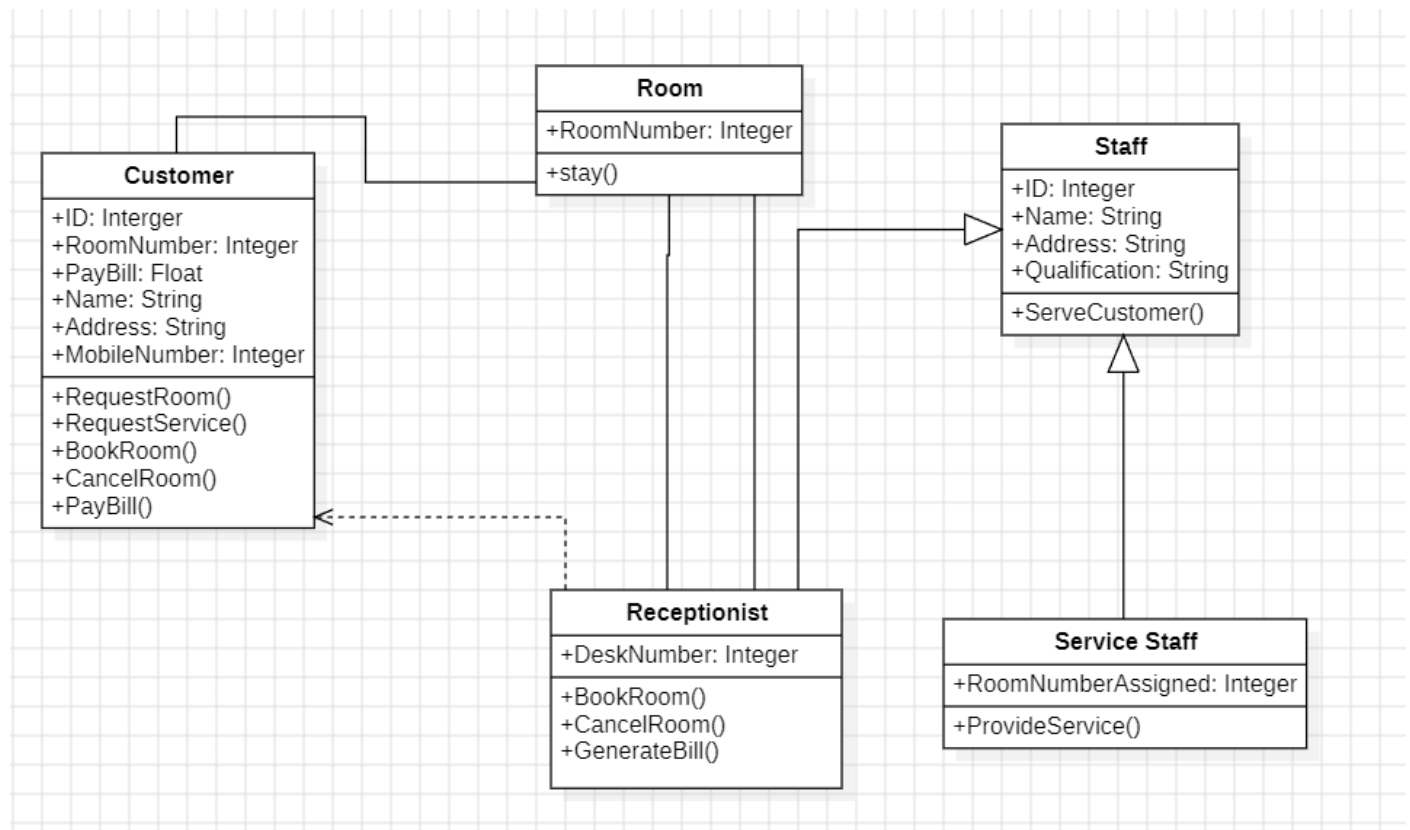 Room
+RoomNumber: Integer
+stay()
Customer
+ID: Interger
+RoomNumber: Integer
+PayBill: Float
+Name: String
+Address: String
+MobileNumber: Integer
+RequestRoom()
+RequestService()
+BookRoom()
+CancelRoom()
+PayBill()
Staff
+ID: Integer
+Name: String
+Address: String
+Qualification: String
+ServeCustomer()
Receptionist
+DeskNumber: Integer
+BookRoom()
+CancelRoom()
+GenerateBill()
Service Staff
+RoomNumberAssigned: Integer
+ProvideService()